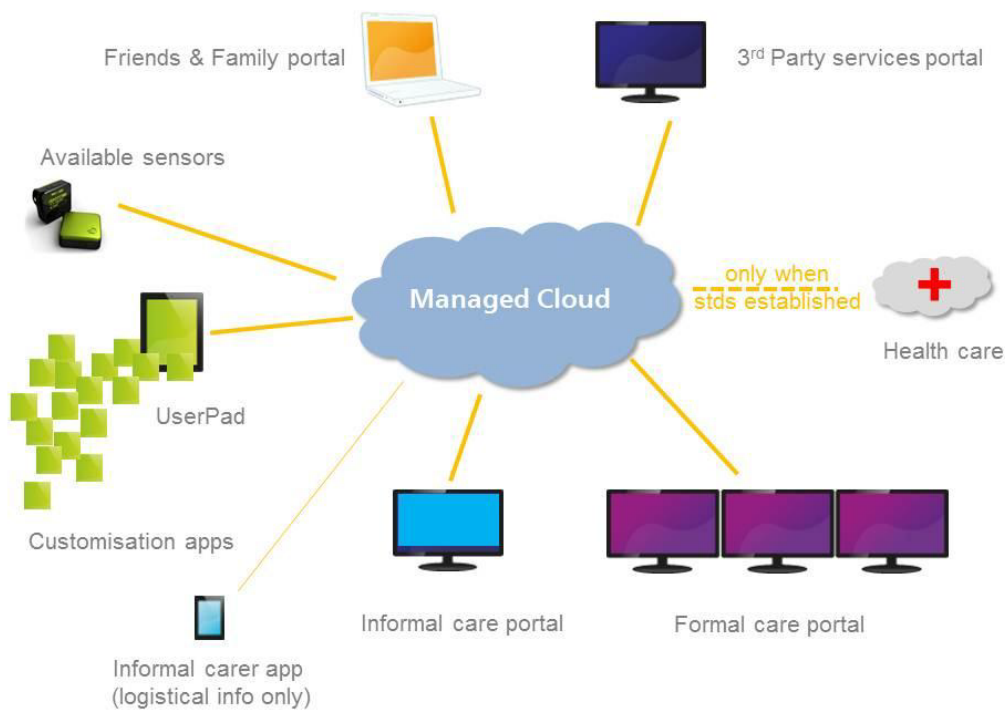 Friends & Family portal
3rd Party services portal
Available sensors
Managed Cloud
only when
stds established
Health care
UserPad
Customisation apps
Informal care portal
Formal care portal
Informal carer app
(logistical info only)